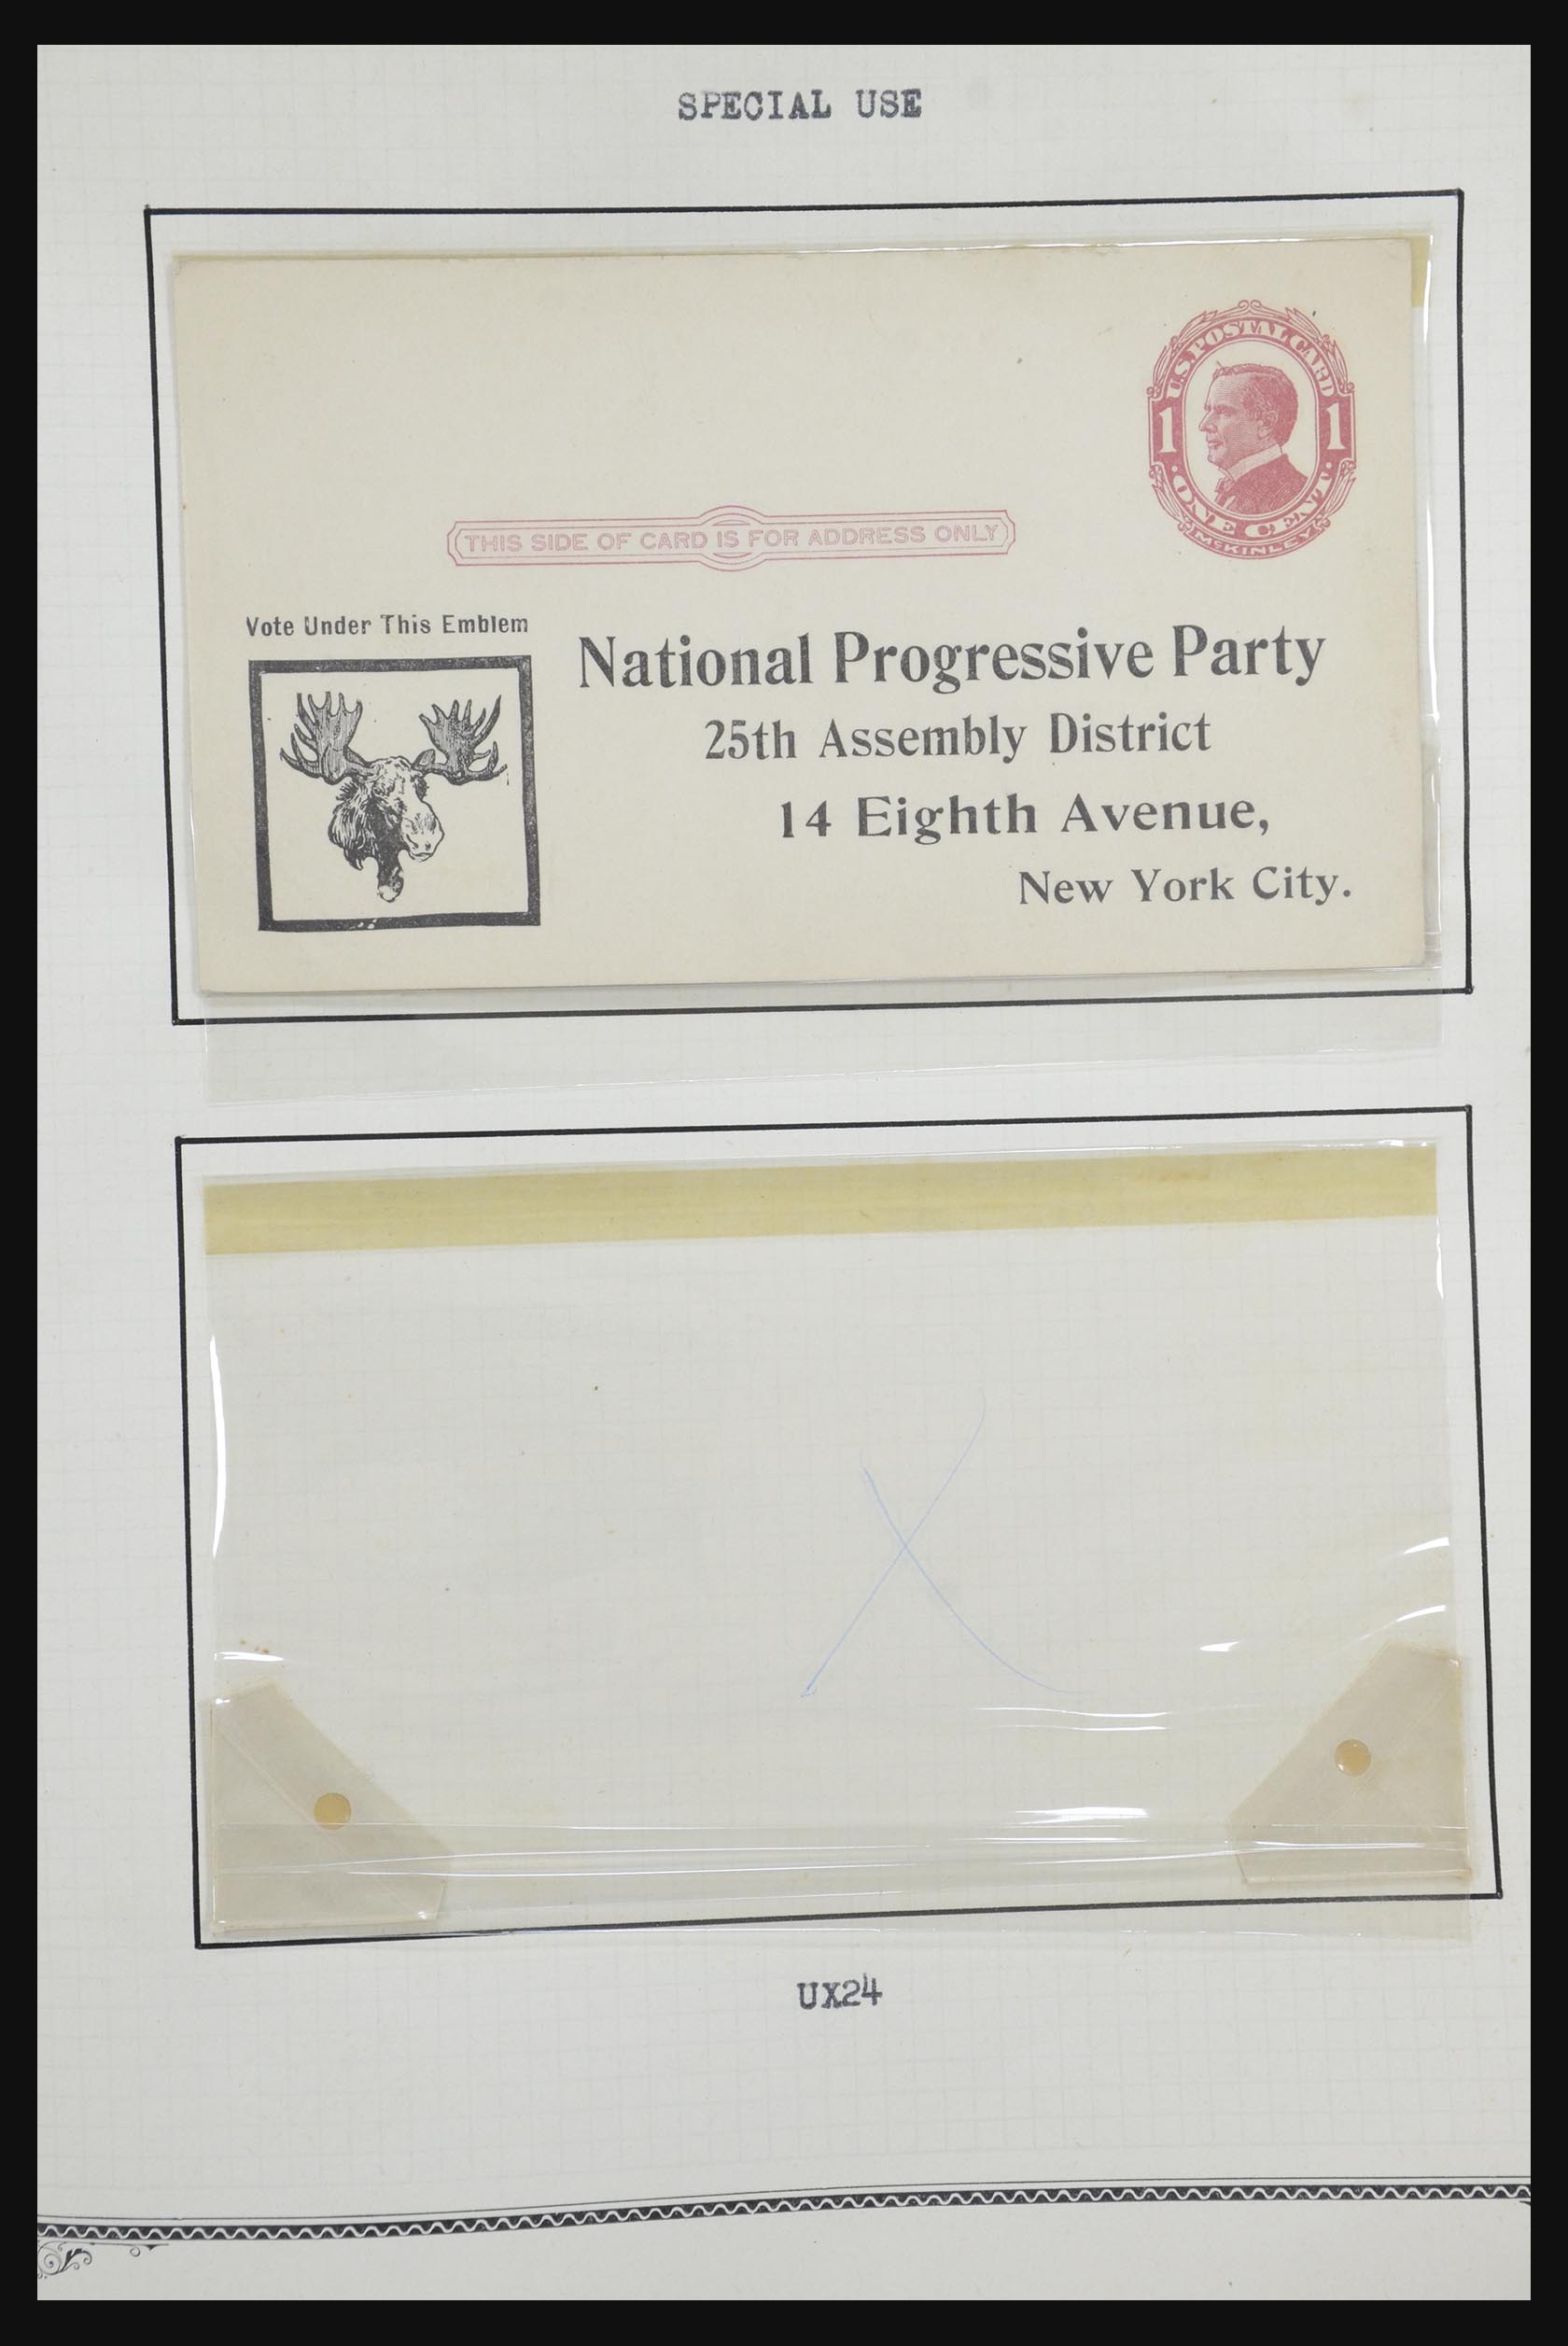 SPECIAL USE
U.S. POSTAL CARD
1 1
ONE CENT
McKINLEY
THIS SIDE OF CARD IS FOR ADDRESS ONLY
Vote Under This Emblem
National Progressive Party
25th Assembly District
14 Eighth Avenue,
New York City.
X
UX24